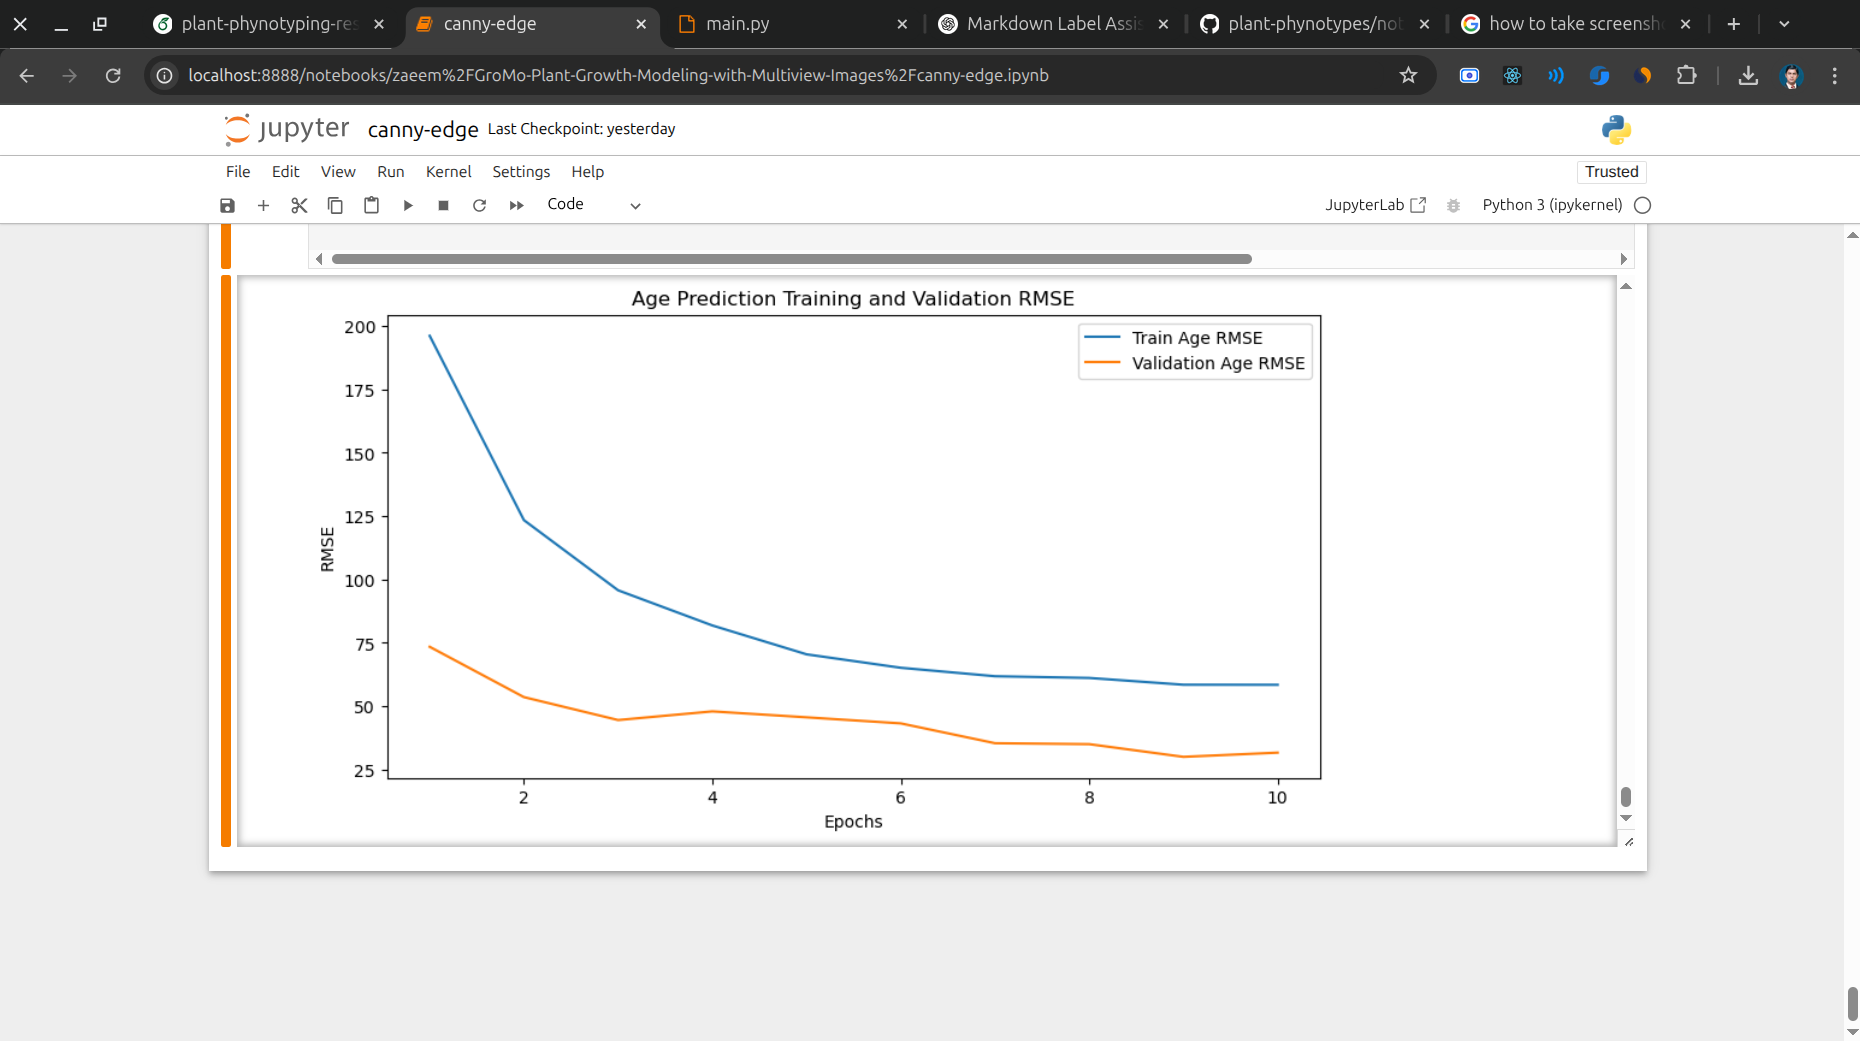 plant-phynotyping-res
canny-edge
main.py
Markdown Label Assis
plant-phynotypes/not
how to take screensh
localhost:8888/notebooks/zaeem%2FGroMo-Plant-Growth-Modeling-with-Multiview-Images%2Fcanny-edge.ipynb
jupyter canny-edge Last Checkpoint: yesterday
File Edit View Run Kernel Settings Help
Trusted
Code
JupyterLab
Python 3 (ipykernel)
Age Prediction Training and Validation RMSE
Train Age RMSE
Validation Age RMSE
200
175
150
125
100
75
50
25
RMSE
2 4 6 8 10
Epochs